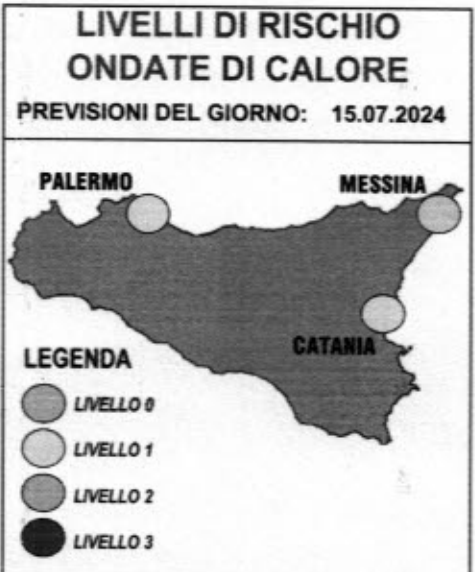 LIVELLI DI RISCHIO
ONDATE DI CALORE
PREVISIONI DEL GIORNO: 15.07.2024
PALERMO
MESSINA
CATANIA
LEGENDA
LIVELLO 0
LIVELLO 1
LIVELLO 2
LIVELLO 3